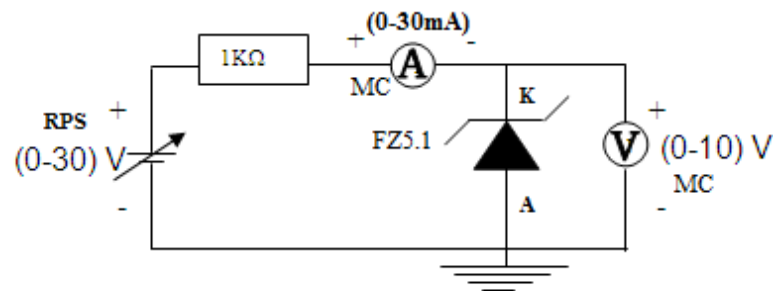 (0-30mA)
+ -
1KΩ
A
MC
K
+
RPS
(0-30) V
-
FZ5.1
A
+
V
(0-10) V
MC
-